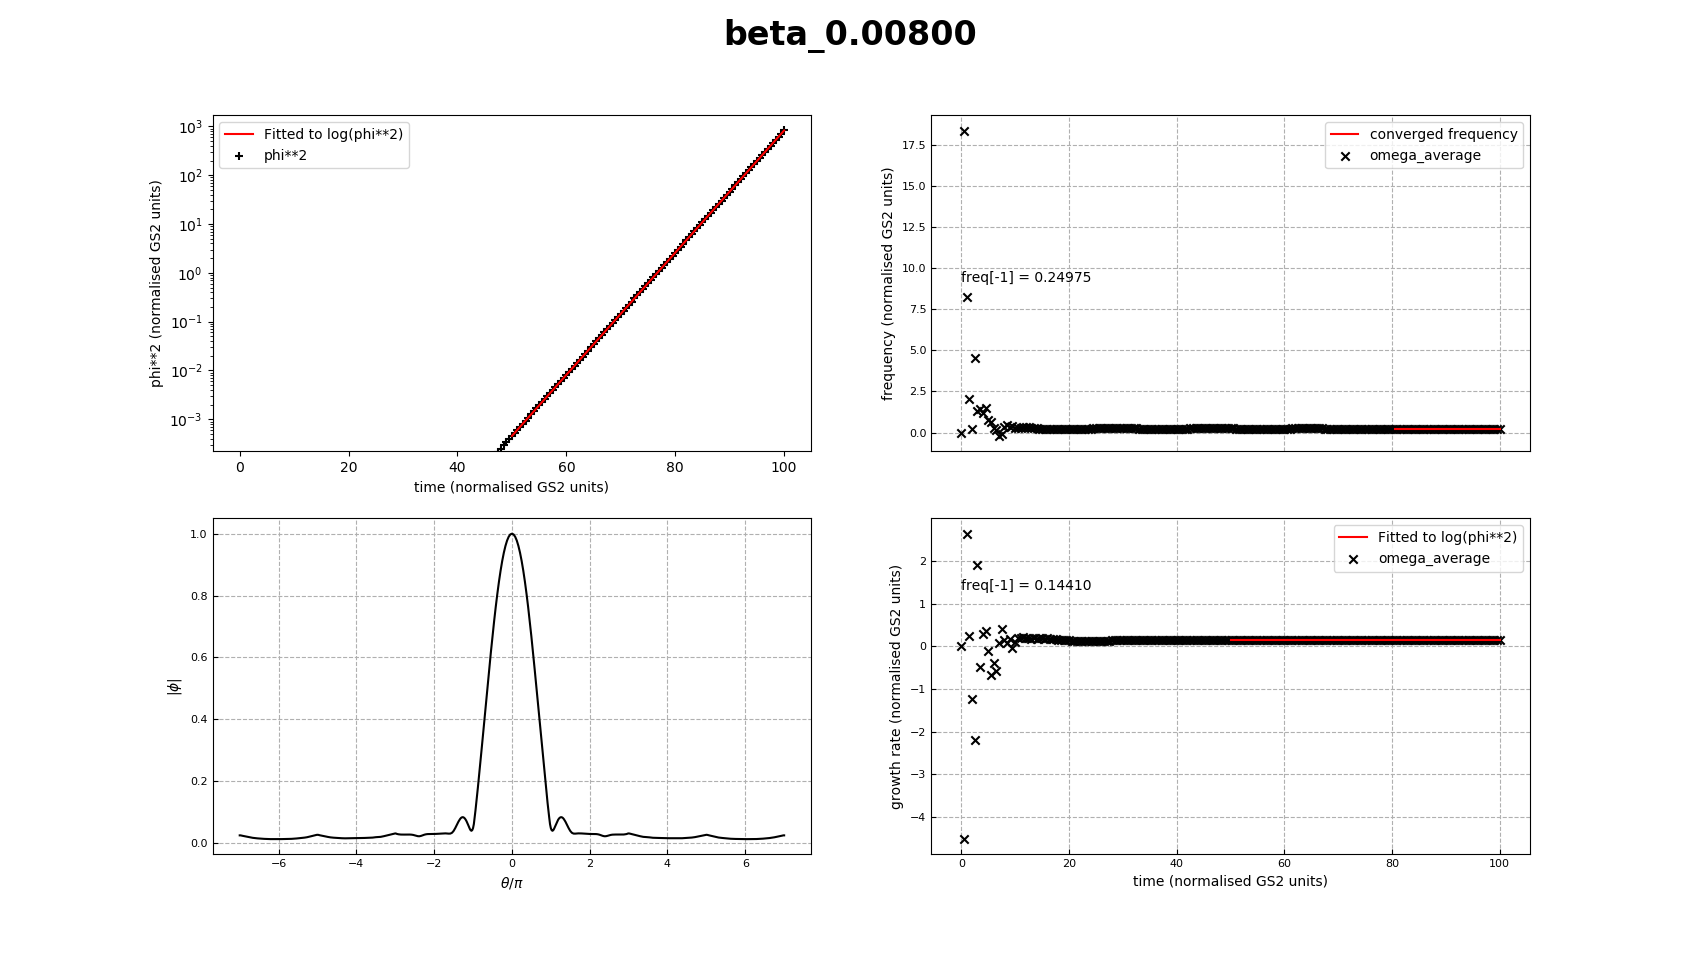 beta_0.00800
phi**2 (normalised GS2 units)
10^3
10^2
10^1
10^0
10^−1
10^−2
10^−3
Fitted to log(phi**2)
phi**2
0 20 40 60 80 100
time (normalised GS2 units)
frequency (normalised GS2 units)
17.5
15.0
12.5
10.0
7.5
5.0
2.5
0.0
converged frequency
omega_average
freq[-1] = 0.24975
|ϕ|
1.0
0.8
0.6
0.4
0.2
0.0
−6 −4 −2 0 2 4 6
θ/π
growth rate (normalised GS2 units)
2
1
0
−1
−2
−3
−4
Fitted to log(phi**2)
omega_average
freq[-1] = 0.14410
0 20 40 60 80 100
time (normalised GS2 units)